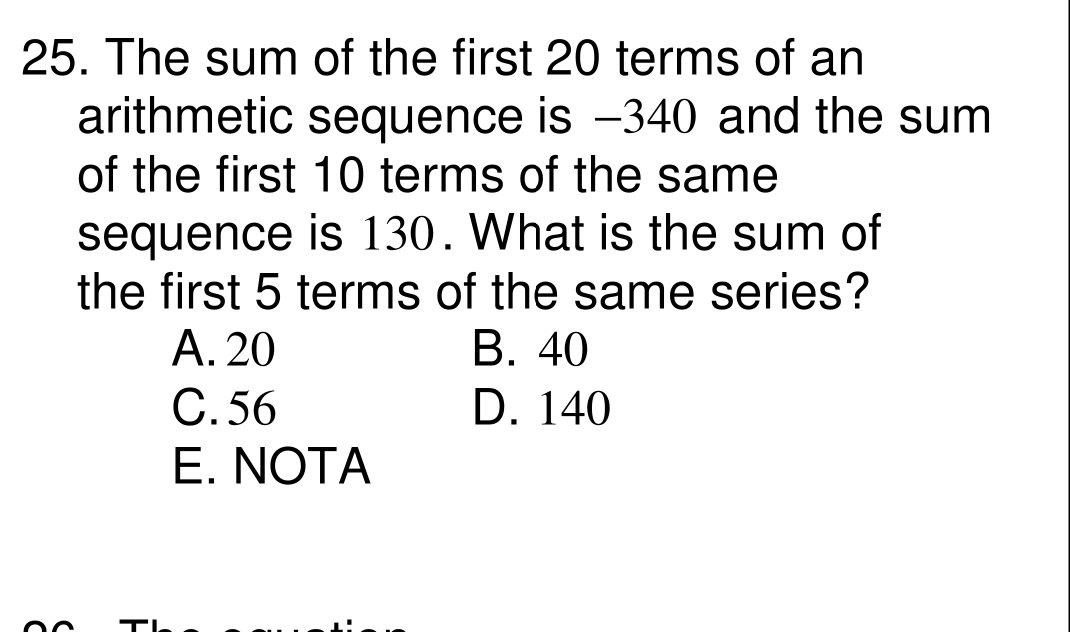 25. The sum of the first 20 terms of an
arithmetic sequence is −340 and the sum
of the first 10 terms of the same
sequence is 130. What is the sum of
the first 5 terms of the same series?
A. 20 B. 40
C. 56 D. 140
E. NOTA
26. The equation